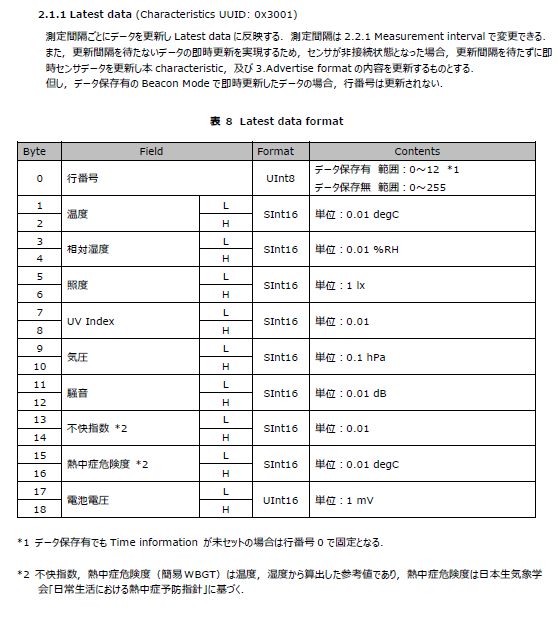 2.1.1 Latest data (Characteristics UUID: 0x3001)
測定間隔ごとにデータを更新し Latest data に反映する．測定間隔は 2.2.1 Measurement interval で変更できる．
また，更新間隔を待たないデータの即時更新を実現するため，センサが非接続状態となった場合，更新間隔を待たずに即
時センサデータを更新し本 characteristic，及び 3.Advertise format の内容を更新するものとする．
但し，データ保存有の Beacon Mode で即時更新したデータの場合，行番号は更新されない．
表 8 Latest data format
Byte Field Format Contents
0 行番号 UInt8 データ保存有 範囲：0～12 *1
データ保存無 範囲：0～255
1 温度 L SInt16 単位：0.01 degC
2 H
3 相対湿度 L SInt16 単位：0.01 %RH
4 H
5 照度 L SInt16 単位：1 lx
6 H
7 UV Index L SInt16 単位：0.01
8 H
9 気圧 L SInt16 単位：0.1 hPa
10 H
11 騒音 L SInt16 単位：0.01 dB
12 H
13 不快指数 *2 L SInt16 単位：0.01
14 H
15 熱中症危険度 *2 L SInt16 単位：0.01 degC
16 H
17 電池電圧 L UInt16 単位：1 mV
18 H
*1 データ保存有でも Time information が未セットの場合は行番号 0 で固定となる．
*2 不快指数，熱中症危険度（簡易 WBGT）は温度，湿度から算出した参考値であり，熱中症危険度は日本生気象学
会「日常生活における熱中症予防指針」に基づく．